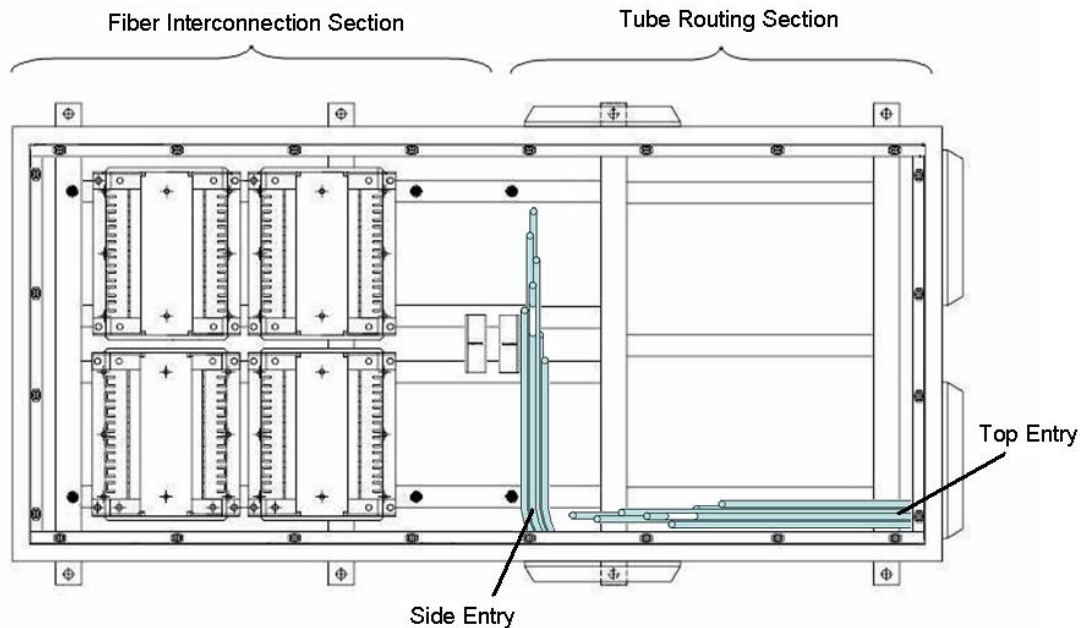 Fiber Interconnection Section
Tube Routing Section
Top Entry
Side Entry